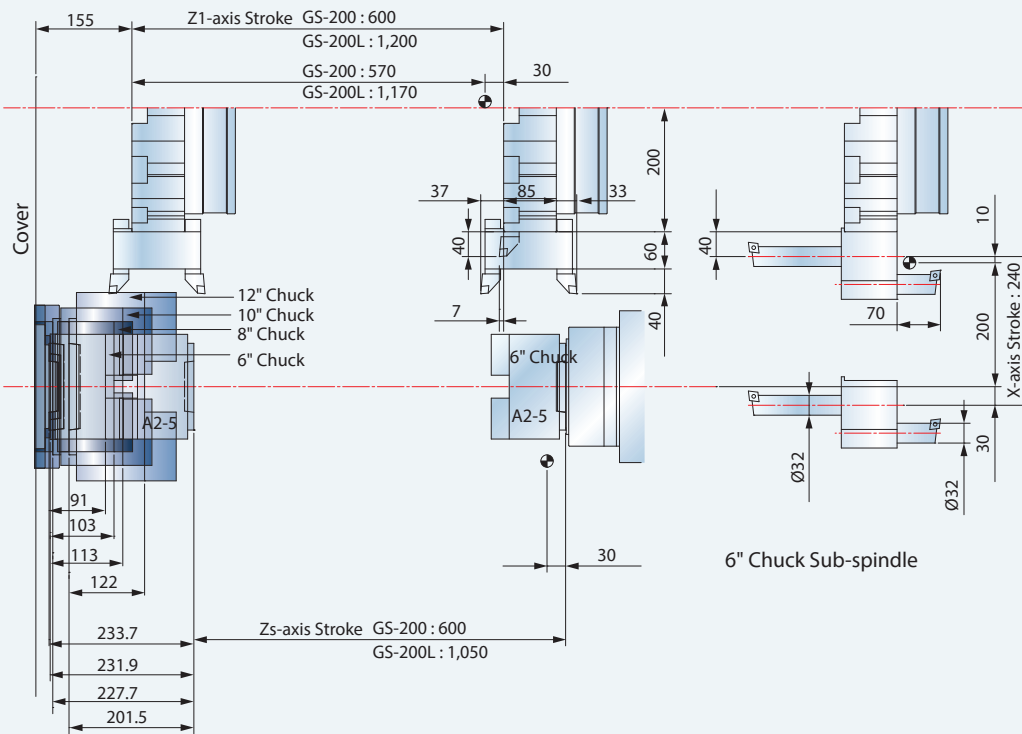 155
Z1-axis Stroke GS-200 : 600
GS-200L : 1,200
GS-200 : 570
GS-200L : 1,170
30
Cover
200
37
85
33
40
60
40
7
10
40
200
X-axis Stroke : 240
70
30
Ø32
Ø32
12" Chuck
10" Chuck
8" Chuck
6" Chuck
A2-5
6" Chuck
A2-5
91
103
113
122
30
6" Chuck Sub-spindle
233.7
Zs-axis Stroke GS-200 : 600
GS-200L : 1,050
231.9
227.7
201.5